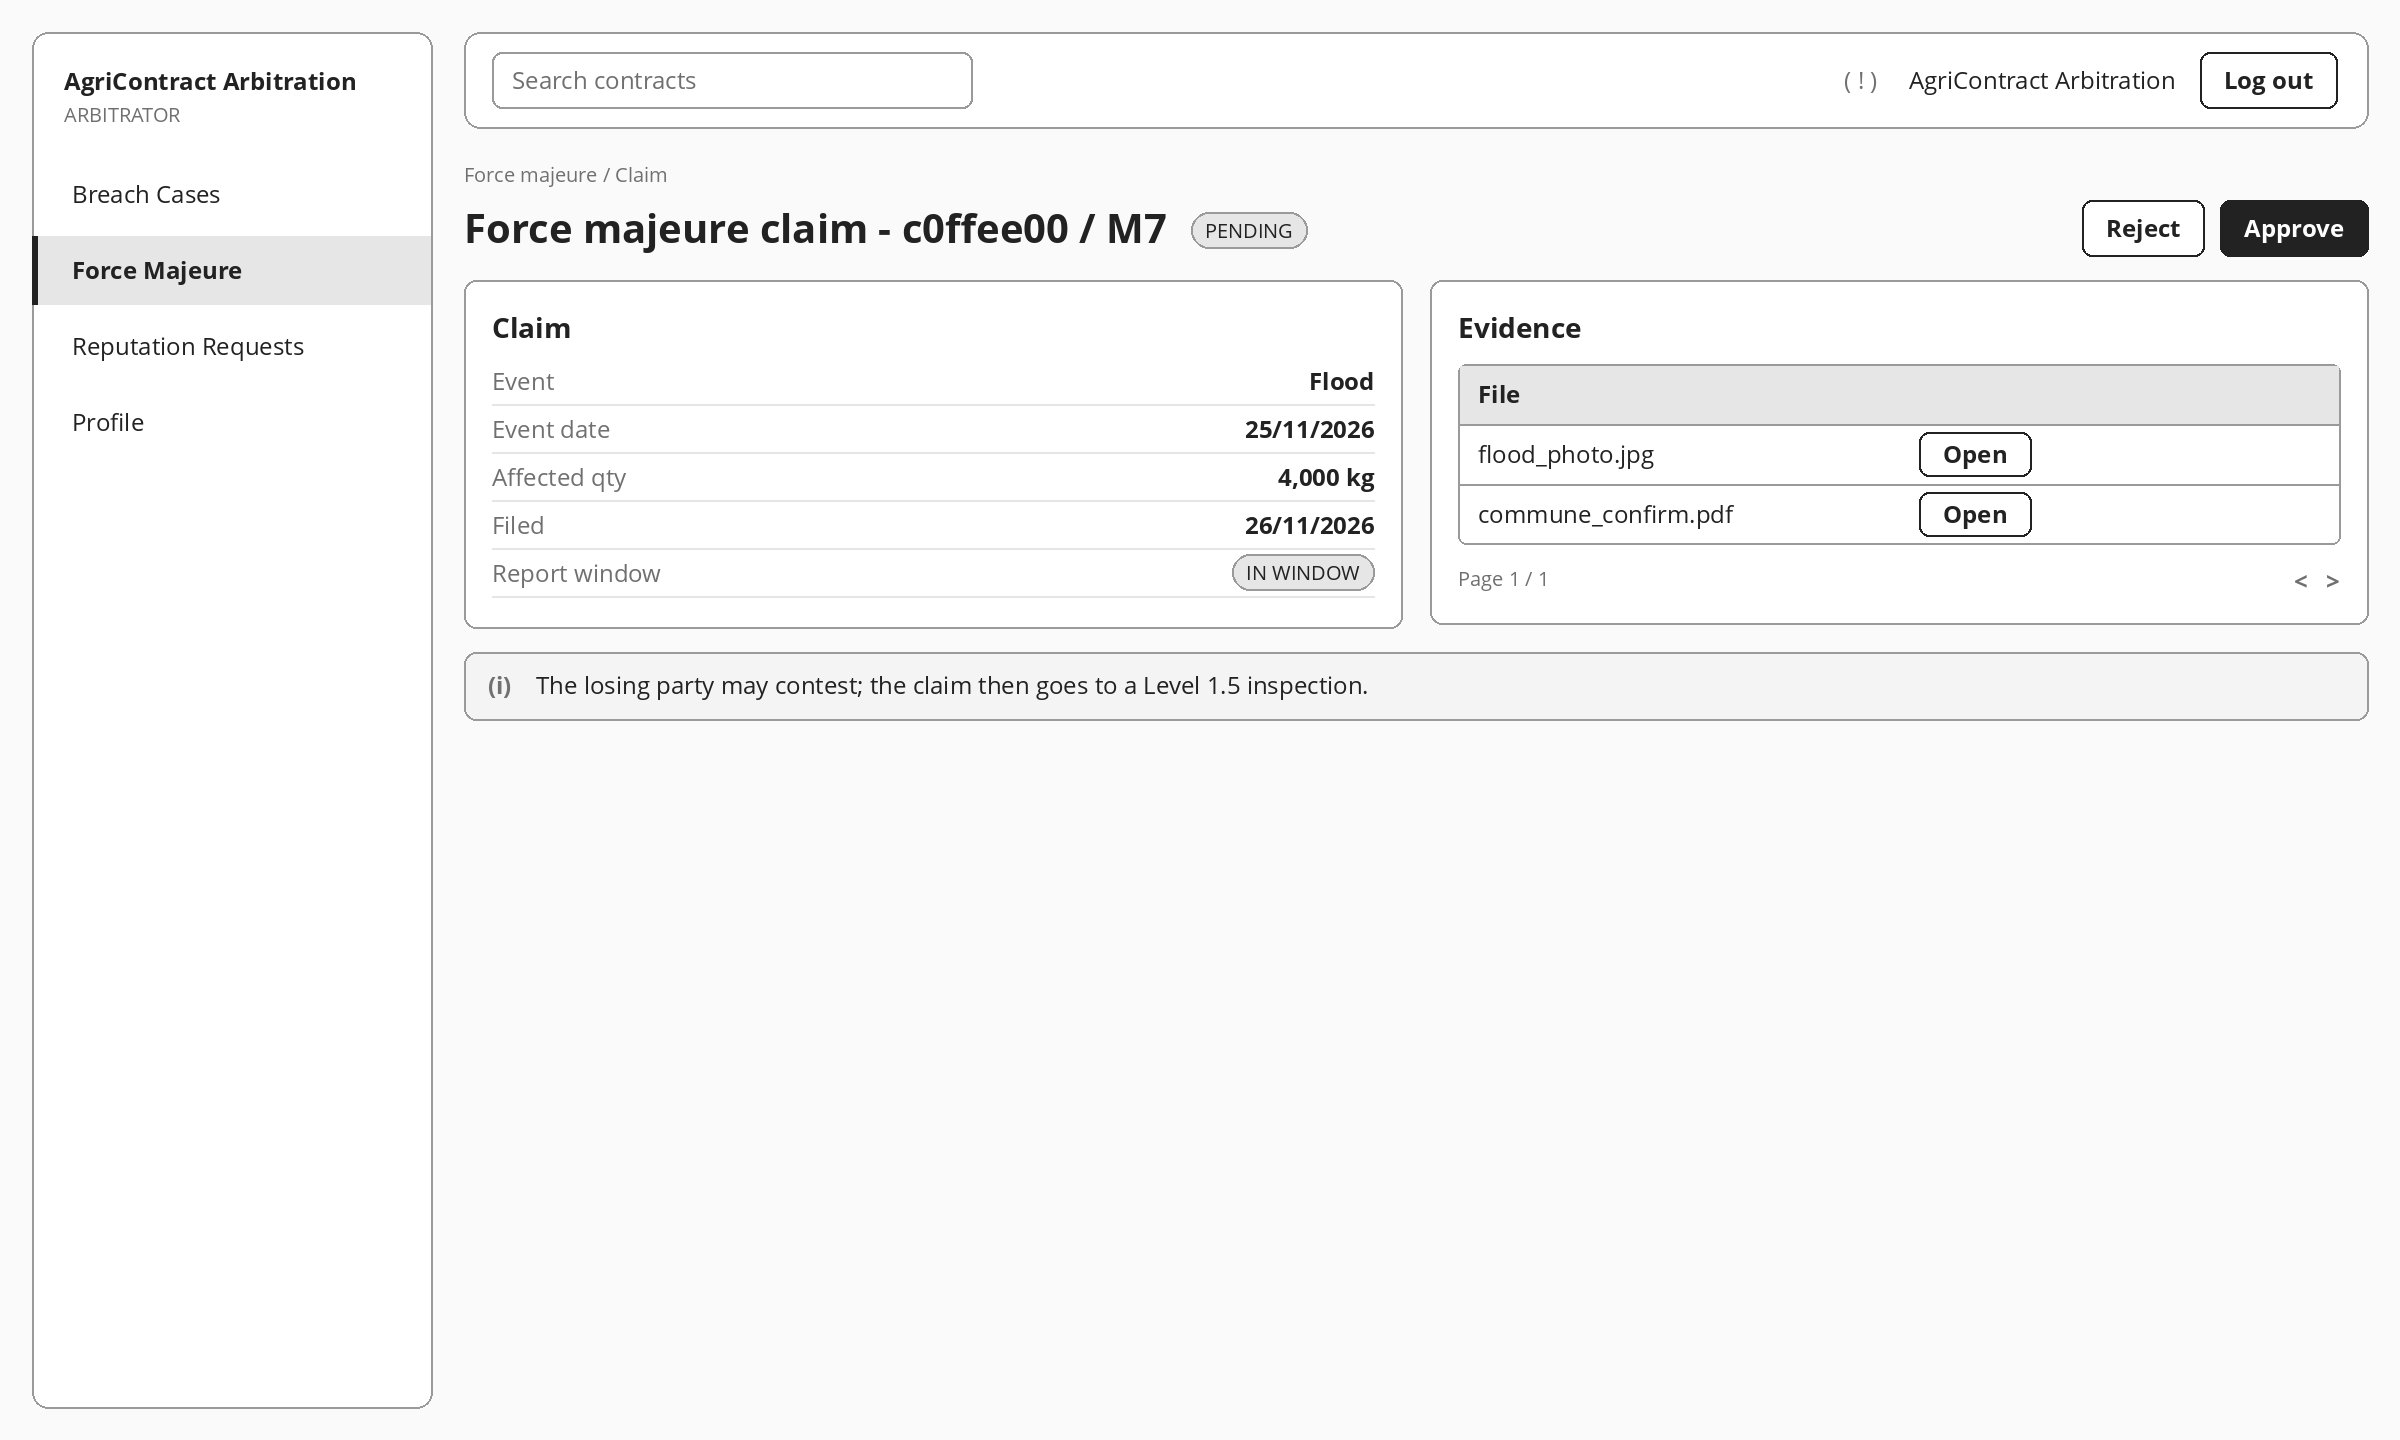 AgriContract Arbitration
ARBITRATOR
Breach Cases
Force Majeure
Reputation Requests
Profile
Search contracts
( ! ) AgriContract Arbitration Log out
Force majeure / Claim
Force majeure claim - c0ffee00 / M7 PENDING Reject Approve
Claim
Event Flood
Event date 25/11/2026
Affected qty 4,000 kg
Filed 26/11/2026
Report window IN WINDOW
Evidence
File
flood_photo.jpg Open
commune_confirm.pdf Open
Page 1 / 1 < >
(i) The losing party may contest; the claim then goes to a Level 1.5 inspection.